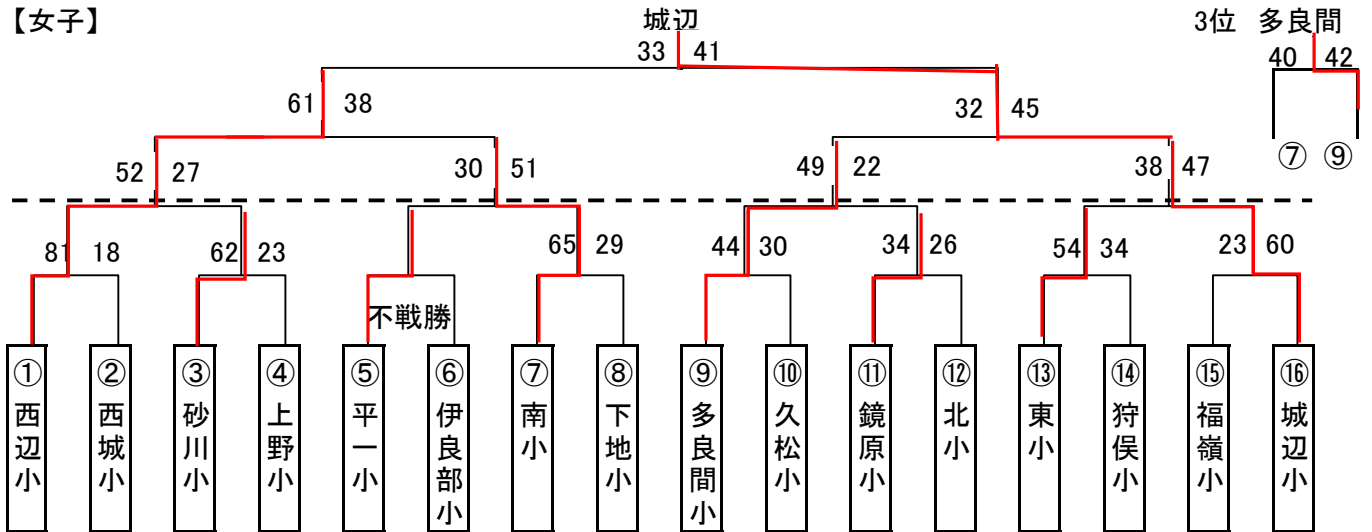 【女子】
城辺
3位 多良間
33 41
40 42
61 38
32 45
⑦ ⑨
52 27
30 51
49 22
38 47
81 18
62 23
65 29
44 30
34 26
54 34
23 60
不戦勝
①西辺小
②西城小
③砂川小
④上野小
⑤平一小
⑥伊良部小
⑦南小
⑧下地小
⑨多良間小
⑩久松小
⑪鏡原小
⑫北小
⑬東小
⑭狩俣小
⑮福嶺小
⑯城辺小